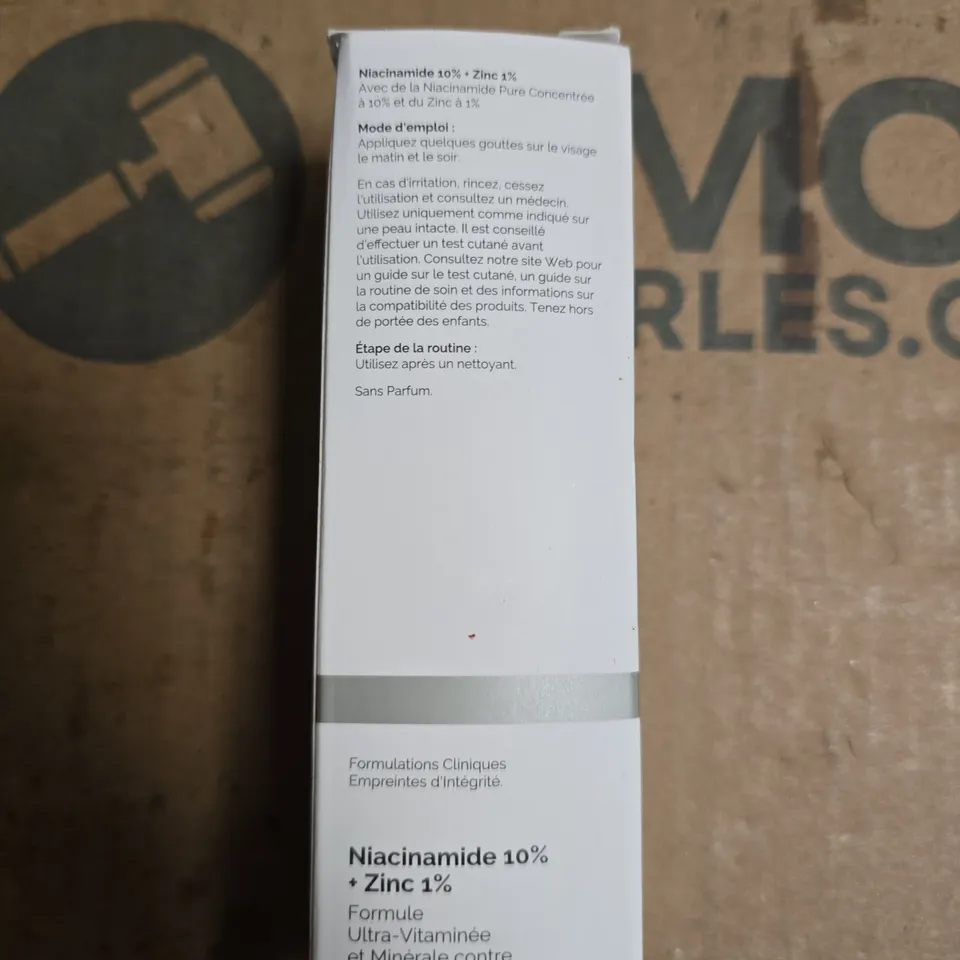 Niacinamide 10% + Zinc 1%
Avec de la Niacinamide Pure Concentrée
à 10% et du Zinc à 1%
Mode d'emploi :
Appliquez quelques gouttes sur le visage
le matin et le soir.
En cas d'irritation, rincez, cessez
l'utilisation et consultez un médecin.
Utilisez uniquement comme indiqué sur
une peau intacte. Il est conseillé
d'effectuer un test cutané avant
l'utilisation. Consultez notre site Web pour
un guide sur le test cutané, un guide sur
la routine de soin et des informations sur
la compatibilité des produits. Tenez hors
de portée des enfants.
Étape de la routine :
Utilisez après un nettoyant.
Sans Parfum.
Formulations Cliniques
Empreintes d'Intégrité.
Niacinamide 10%
+ Zinc 1%
Formule
Ultra-Vitaminée
et Minérale contre
MO
RLES.C